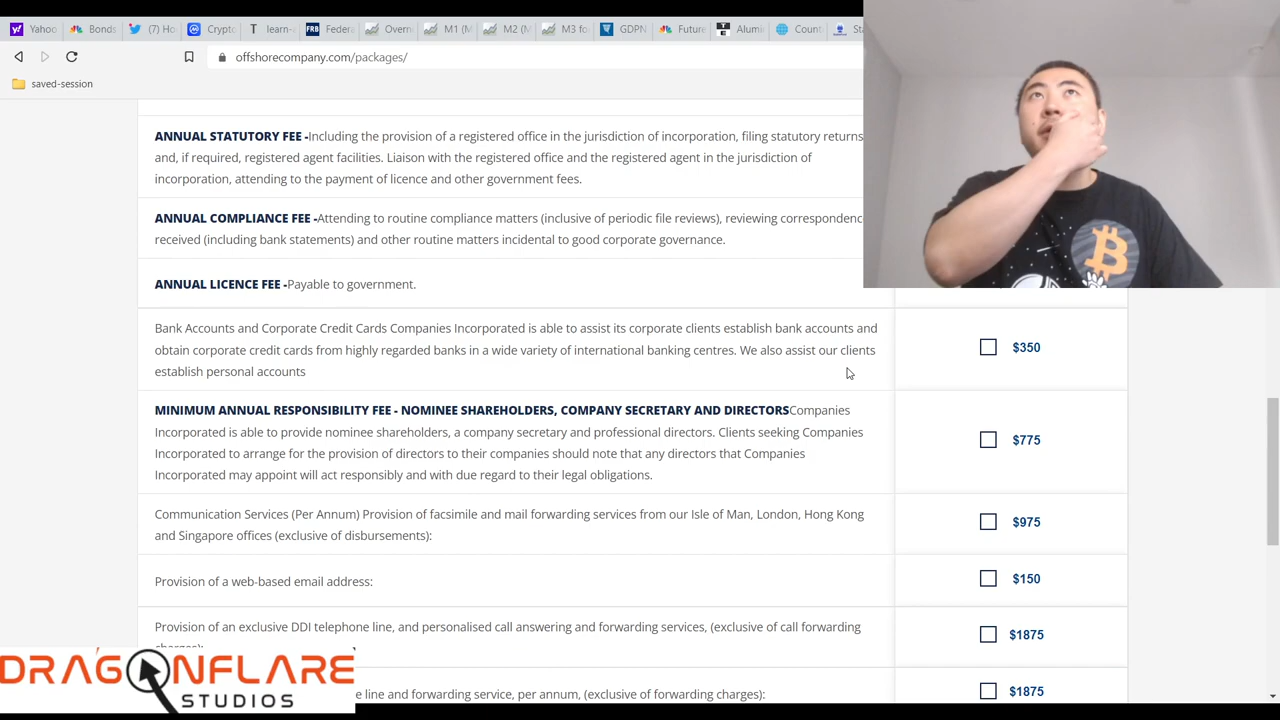 Yahoo
Bonds
(7) Ho
Crypto
learn-
Federa
Overn
M1 (M
M2 (M
M3 fo
GDPN
Future
Alumi
Count
Sta
offshorecompany.com/packages/
saved-session
ANNUAL STATUTORY FEE -Including the provision of a registered office in the jurisdiction of incorporation, filing statutory returns
and, if required, registered agent facilities. Liaison with the registered office and the registered agent in the jurisdiction of
incorporation, attending to the payment of licence and other government fees.
ANNUAL COMPLIANCE FEE -Attending to routine compliance matters (inclusive of periodic file reviews), reviewing correspondenc
received (including bank statements) and other routine matters incidental to good corporate governance.
ANNUAL LICENCE FEE -Payable to government.
Bank Accounts and Corporate Credit Cards Companies Incorporated is able to assist its corporate clients establish bank accounts and
obtain corporate credit cards from highly regarded banks in a wide variety of international banking centres. We also assist our clients
establish personal accounts
$350
MINIMUM ANNUAL RESPONSIBILITY FEE - NOMINEE SHAREHOLDERS, COMPANY SECRETARY AND DIRECTORSCompanies
Incorporated is able to provide nominee shareholders, a company secretary and professional directors. Clients seeking Companies
Incorporated to arrange for the provision of directors to their companies should note that any directors that Companies
Incorporated may appoint will act responsibly and with due regard to their legal obligations.
$775
Communication Services (Per Annum) Provision of facsimile and mail forwarding services from our Isle of Man, London, Hong Kong
and Singapore offices (exclusive of disbursements):
$975
Provision of a web-based email address:
$150
Provision of an exclusive DDI telephone line, and personalised call answering and forwarding services, (exclusive of call forwarding
charges):
$1875
line and forwarding service, per annum, (exclusive of forwarding charges):
$1875
DRAGONFLARE
STUDIOS